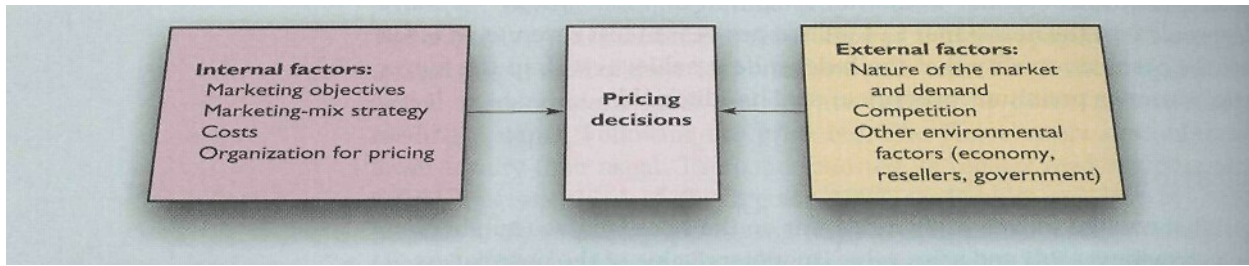 Internal factors:
Marketing objectives
Marketing-mix strategy
Costs
Organization for pricing
Pricing
decisions
External factors:
Nature of the market
and demand
Competition
Other environmental
factors (economy,
resellers, government)